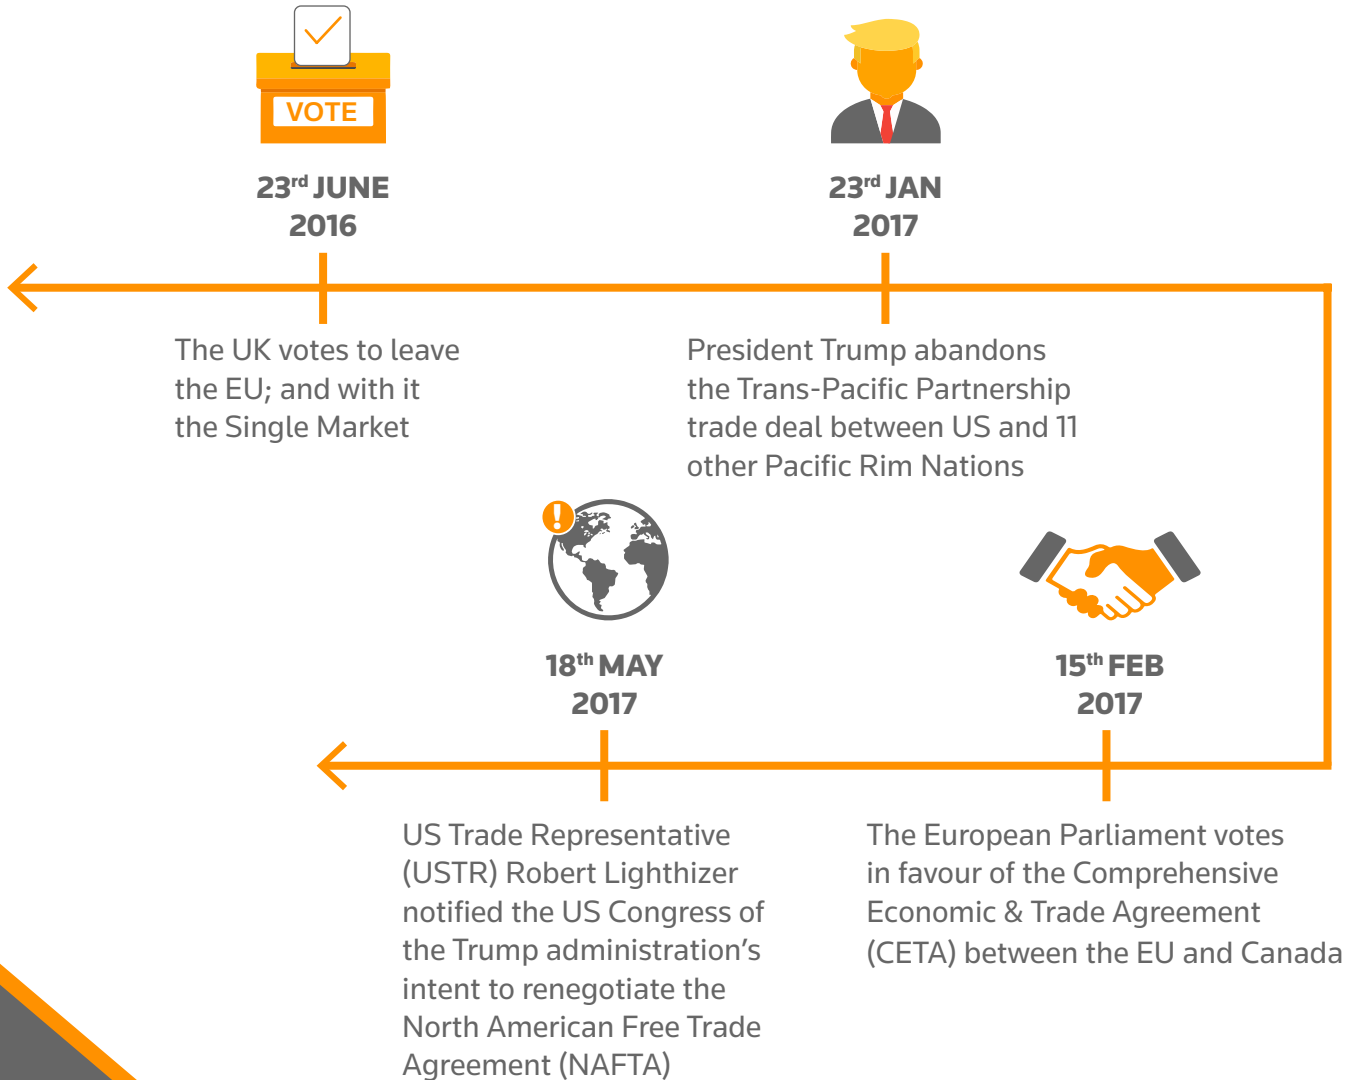 VOTE
23rd JUNE
2016
The UK votes to leave
the EU; and with it
the Single Market
23rd JAN
2017
President Trump abandons
the Trans-Pacific Partnership
trade deal between US and 11
other Pacific Rim Nations
!
18th MAY
2017
US Trade Representative
(USTR) Robert Lighthizer
notified the US Congress of
the Trump administration’s
intent to renegotiate the
North American Free Trade
Agreement (NAFTA)
15th FEB
2017
The European Parliament votes
in favour of the Comprehensive
Economic & Trade Agreement
(CETA) between the EU and Canada